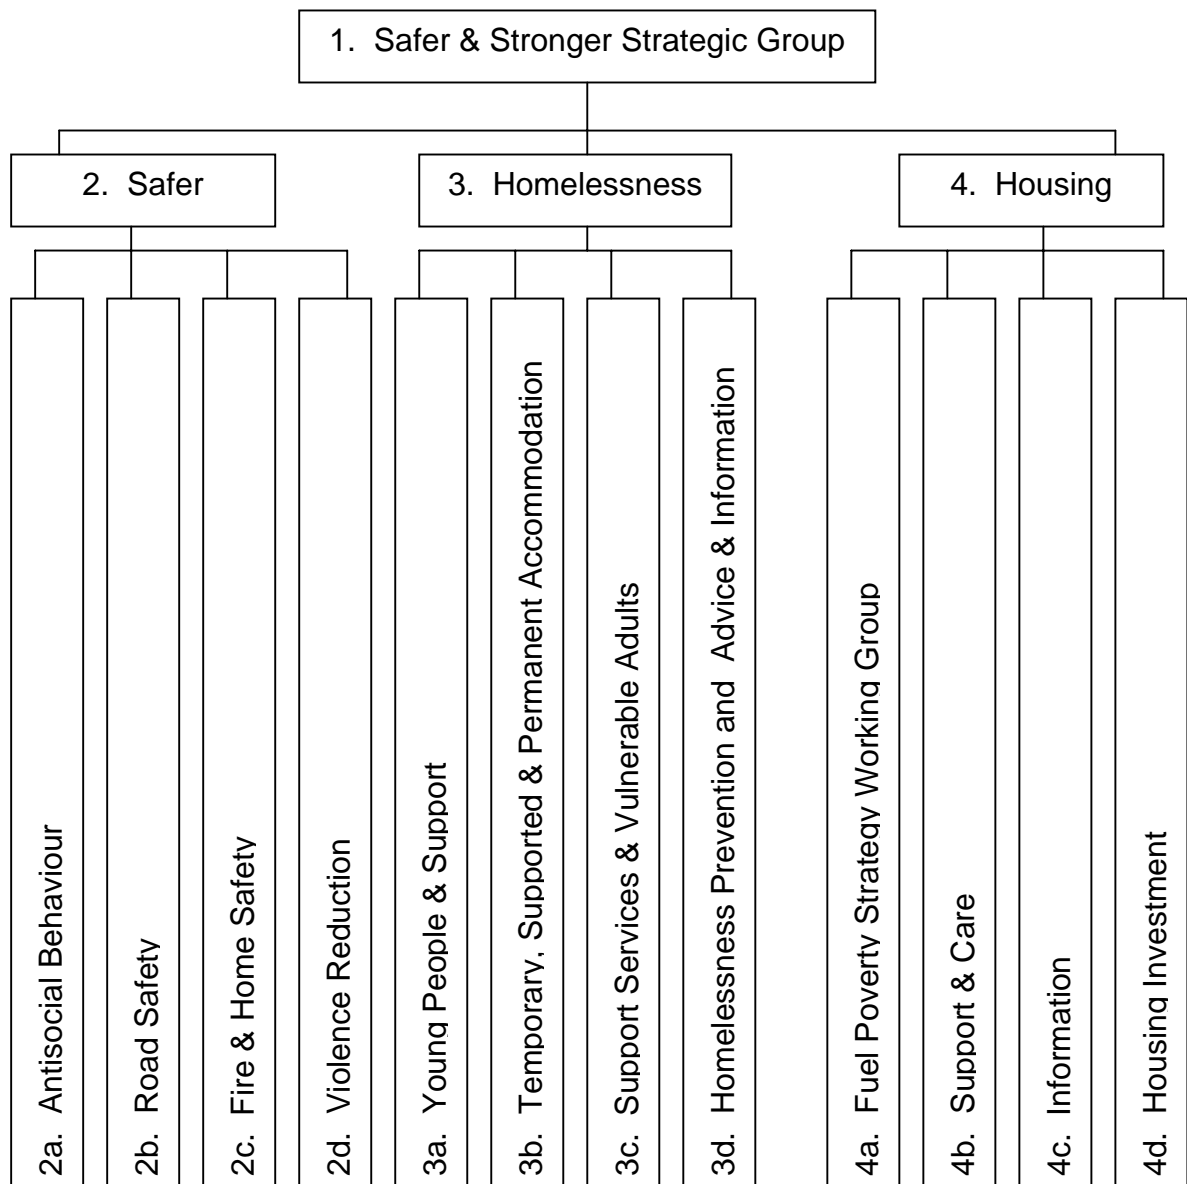 1. Safer & Stronger Strategic Group
2. Safer
3. Homelessness
4. Housing
2a. Antisocial Behaviour
2b. Road Safety
2c. Fire & Home Safety
2d. Violence Reduction
3a. Young People & Support
3b. Temporary, Supported & Permanent Accommodation
3c. Support Services & Vulnerable Adults
3d. Homelessness Prevention and Advice & Information
4a. Fuel Poverty Strategy Working Group
4b. Support & Care
4c. Information
4d. Housing Investment